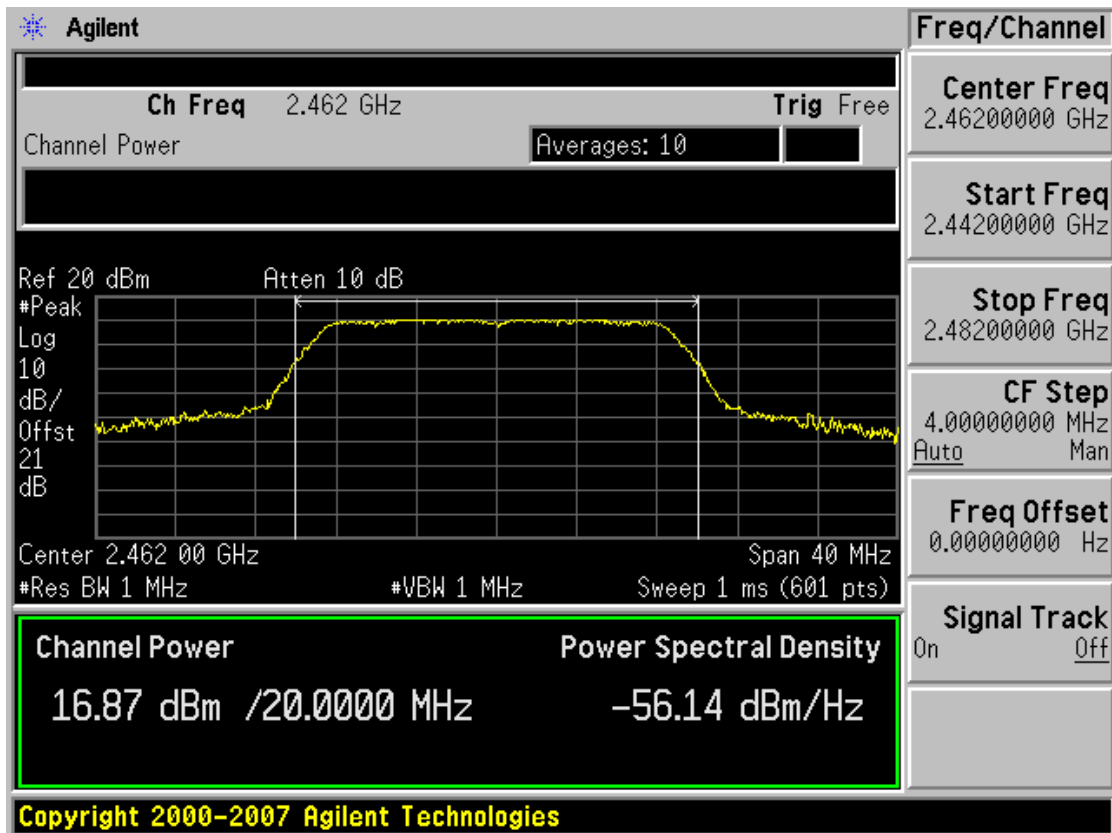 Agilent
Ch Freq 2.462 GHz Trig Free
Channel Power Averages: 10
Ref 20 dBm Atten 10 dB
#Peak
Log
10
dB/
Offst
21
dB
Center 2.462 00 GHz Span 40 MHz
#Res BW 1 MHz #VBW 1 MHz Sweep 1 ms (601 pts)
Channel Power Power Spectral Density
16.87 dBm /20.0000 MHz -56.14 dBm/Hz
Copyright 2000-2007 Agilent Technologies
Freq/Channel
Center Freq
2.46200000 GHz
Start Freq
2.44200000 GHz
Stop Freq
2.48200000 GHz
CF Step
4.00000000 MHz
Auto Man
Freq Offset
0.00000000 Hz
Signal Track
On Off